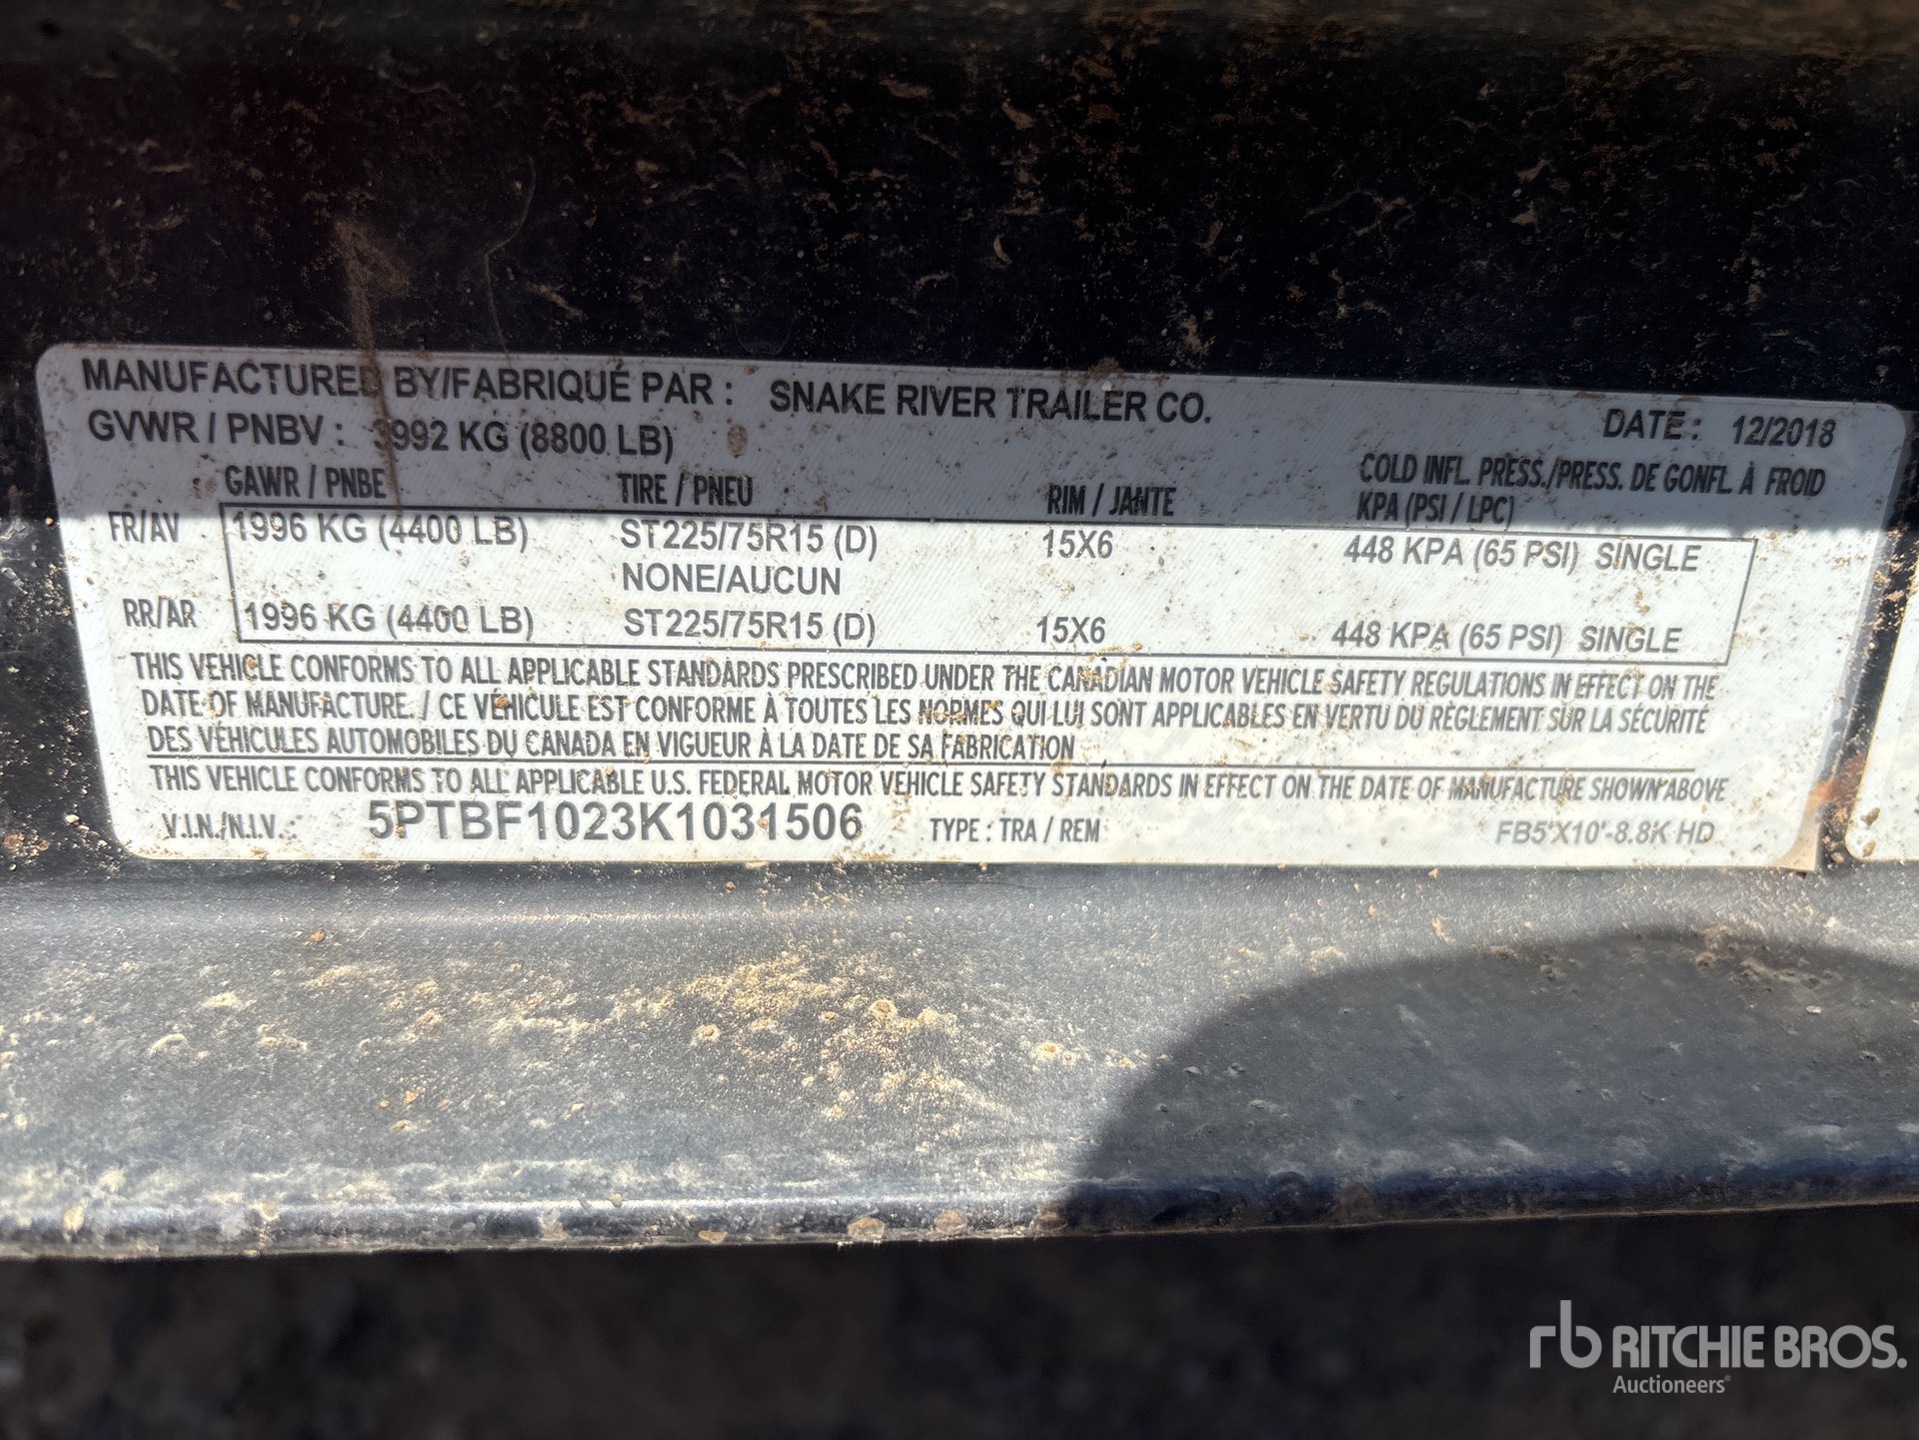 MANUFACTURED BY/FABRIQUÉ PAR : SNAKE RIVER TRAILER CO. DATE : 12/2018
GVWR / PNBV : 3992 KG (8800 LB)
GAWR / PNBE TIRE / PNEU RIM / JANTE COLD INFL. PRESS./PRESS. DE GONFL. À FROID
KPA (PSI / LPC)
FR/AV 1996 KG (4400 LB) ST225/75R15 (D) 15X6 448 KPA (65 PSI) SINGLE
NONE/AUCUN
RR/AR 1996 KG (4400 LB) ST225/75R15 (D) 15X6 448 KPA (65 PSI) SINGLE
THIS VEHICLE CONFORMS TO ALL APPLICABLE STANDARDS PRESCRIBED UNDER THE CANADIAN MOTOR VEHICLE SAFETY REGULATIONS IN EFFECT ON THE
DATE OF MANUFACTURE. / CE VÉHICULE EST CONFORME À TOUTES LES NORMES QUI LUI SONT APPLICABLES EN VERTU DU RÈGLEMENT SUR LA SÉCURITÉ
DES VÉHICULES AUTOMOBILES DU CANADA EN VIGUEUR À LA DATE DE SA FABRICATION
THIS VEHICLE CONFORMS TO ALL APPLICABLE U.S. FEDERAL MOTOR VEHICLE SAFETY STANDARDS IN EFFECT ON THE DATE OF MANUFACTURE SHOWN ABOVE
V.I.N./N.I.V. : 5PTBF1023K1031506 TYPE : TRA / REM FB5'X10'-8.8K HD
rb RITCHIE BROS.
Auctioneers®